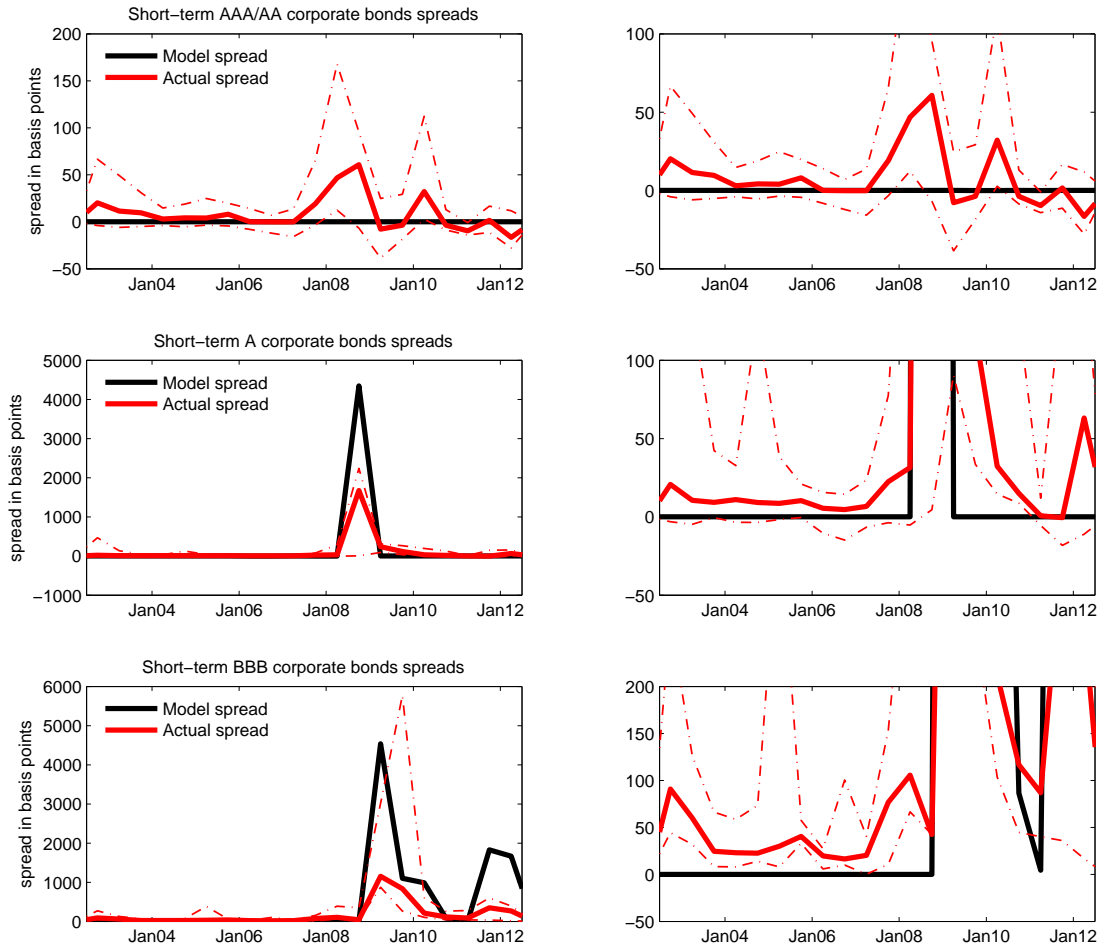 Short−term AAA/AA corporate bonds spreads
200
150
100
50
0
−50
spread in basis points
Model spread
Actual spread
Jan04 Jan06 Jan08 Jan10 Jan12
100
50
0
−50
Jan04 Jan06 Jan08 Jan10 Jan12
Short−term A corporate bonds spreads
5000
4000
3000
2000
1000
0
−1000
spread in basis points
Model spread
Actual spread
Jan04 Jan06 Jan08 Jan10 Jan12
100
50
0
−50
Jan04 Jan06 Jan08 Jan10 Jan12
Short−term BBB corporate bonds spreads
6000
5000
4000
3000
2000
1000
0
spread in basis points
Model spread
Actual spread
Jan04 Jan06 Jan08 Jan10 Jan12
200
150
100
50
0
−50
Jan04 Jan06 Jan08 Jan10 Jan12